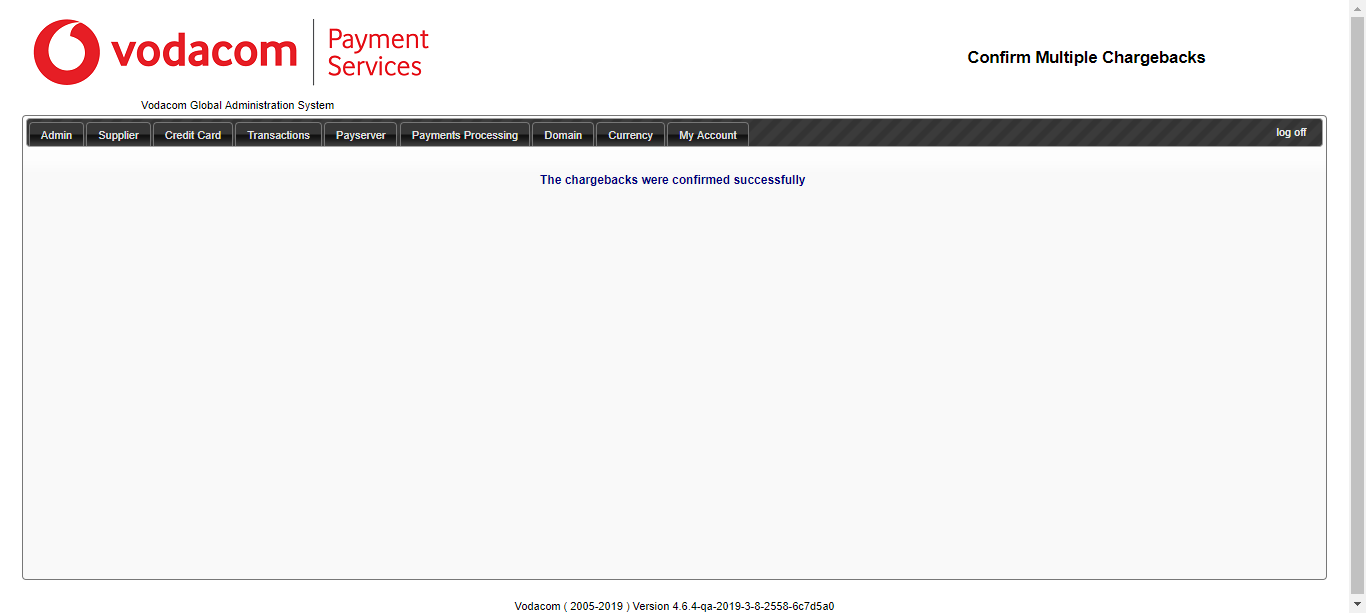 vodacom
Payment
Services
Confirm Multiple Chargebacks
Vodacom Global Administration System
Admin Supplier Credit Card Transactions Payserver Payments Processing Domain Currency My Account log off
The chargebacks were confirmed successfully
Vodacom ( 2005-2019 ) Version 4.6.4-qa-2019-3-8-2558-6c7d5a0